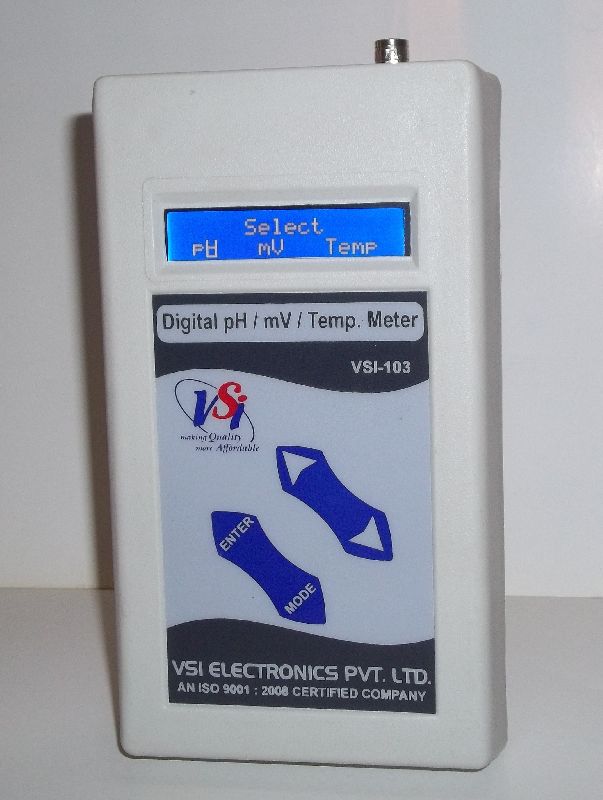 Select
pH mV Temp
Digital pH / mV / Temp. Meter
VSI-103
VSi
making Quality
more Affordable
ENTER
MODE
VSI ELECTRONICS PVT. LTD.
AN ISO 9001 : 2008 CERTIFIED COMPANY